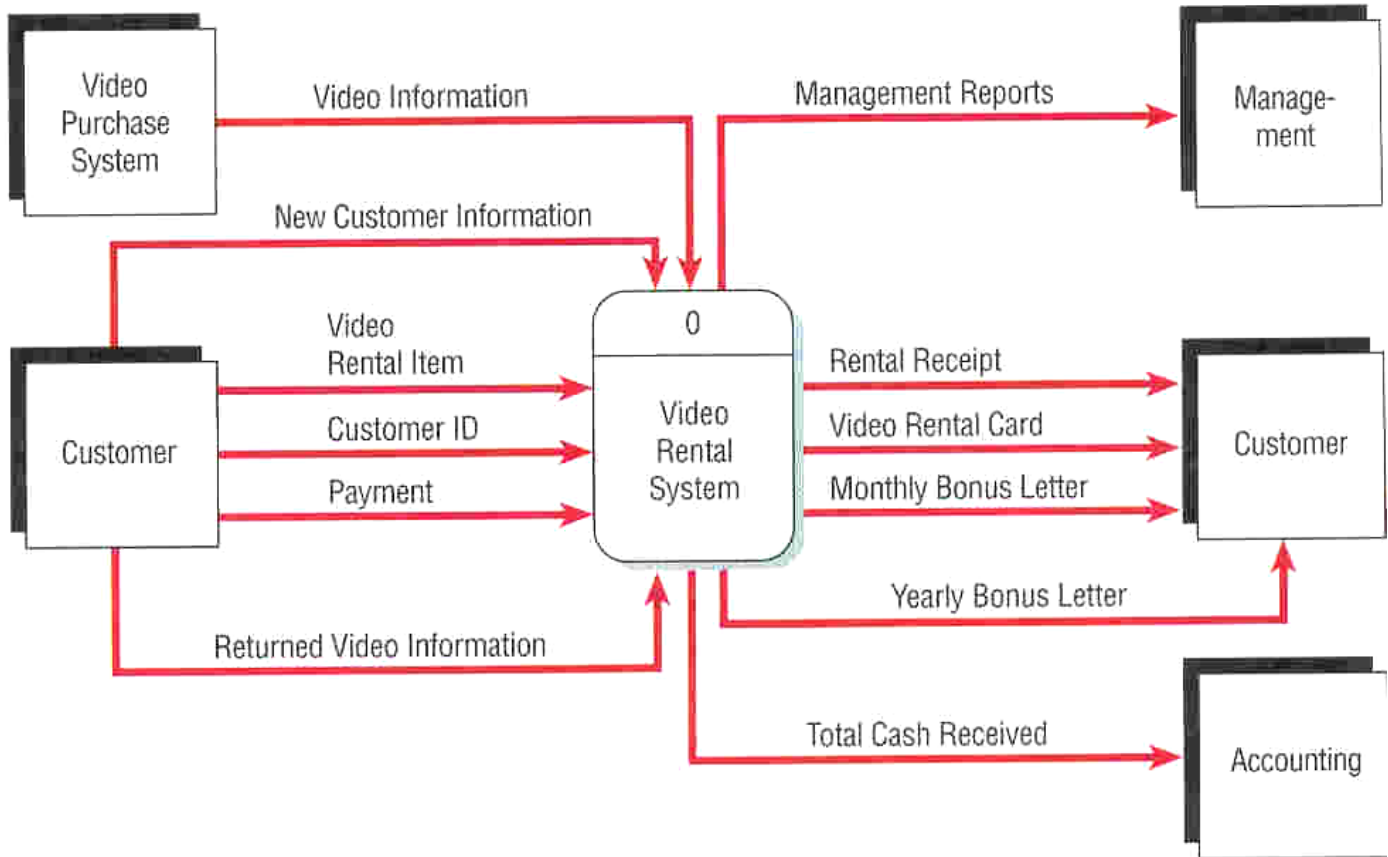 Video
Purchase
System
Video Information
Management Reports
Manage-
ment
New Customer Information
Customer
Video
Rental Item
Customer ID
Payment
Returned Video Information
0
Video
Rental
System
Rental Receipt
Video Rental Card
Monthly Bonus Letter
Customer
Yearly Bonus Letter
Total Cash Received
Accounting